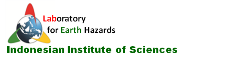 Laboratory
for Earth Hazards
Indonesian Institute of Sciences